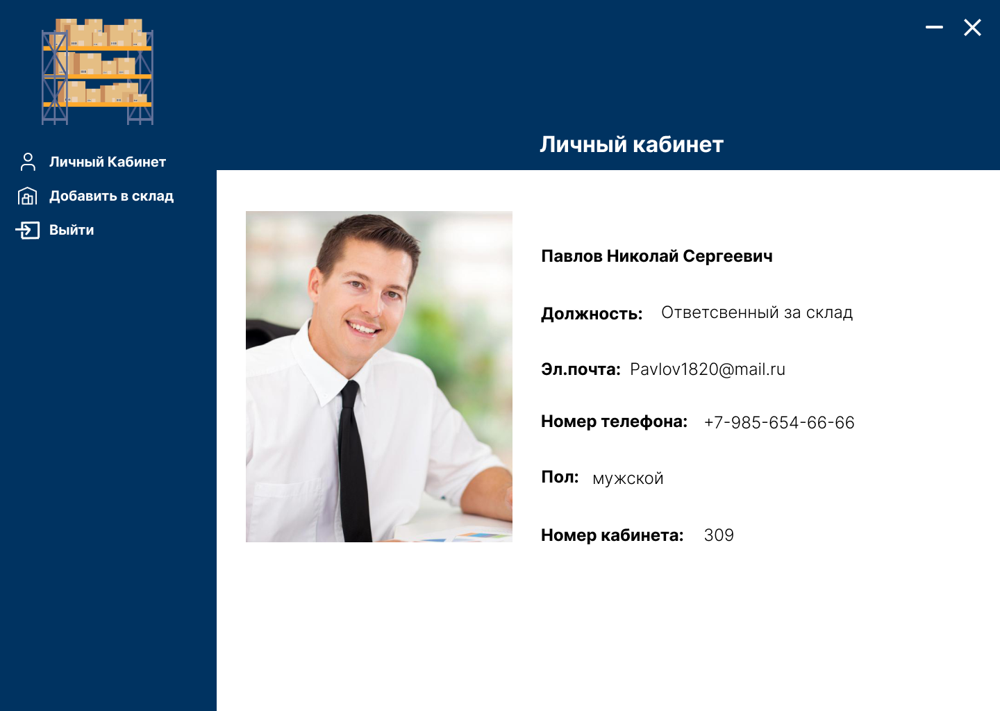 Личный кабинет
Личный Кабинет
Добавить в склад
Выйти
Павлов Николай Сергеевич
Должность: Ответсвенный за склад
Эл.почта: Pavlov1820@mail.ru
Номер телефона: +7-985-654-66-66
Пол: мужской
Номер кабинета: 309